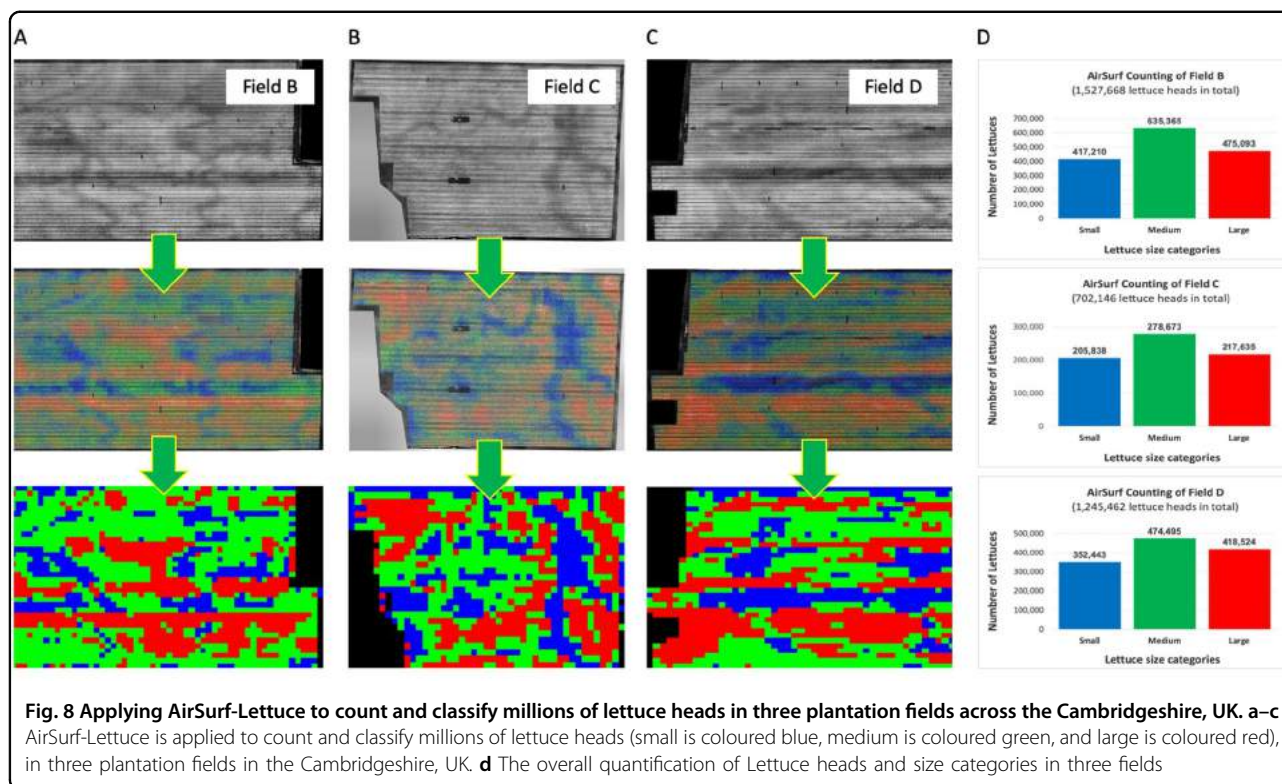 A
B
C
D
Field B
Field C
Field D
AirSurf Counting of Field B
(1,527,668 lettuce heads in total)
Numbrer of Lettuces
700,000
600,000
500,000
400,000
300,000
200,000
100,000
0
417,210
635,365
475,093
Small
Medium
Large
Lettuce size categories
AirSurf Counting of Field C
(702,146 lettuce heads in total)
Numbrer of Lettuces
300,000
200,000
100,000
0
205,838
278,673
217,635
Small
Medium
Large
Lettuce size categories
AirSurf Counting of Field D
(1,245,462 lettuce heads in total)
Numbrer of Lettuces
500,000
400,000
300,000
200,000
100,000
0
352,443
474,495
418,524
Small
Medium
Large
Lettuce size categories
Fig. 8 Applying AirSurf-Lettuce to count and classify millions of lettuce heads in three plantation fields across the Cambridgeshire, UK. a–c
AirSurf-Lettuce is applied to count and classify millions of lettuce heads (small is coloured blue, medium is coloured green, and large is coloured red),
in three plantation fields in the Cambridgeshire, UK. d The overall quantification of Lettuce heads and size categories in three fields